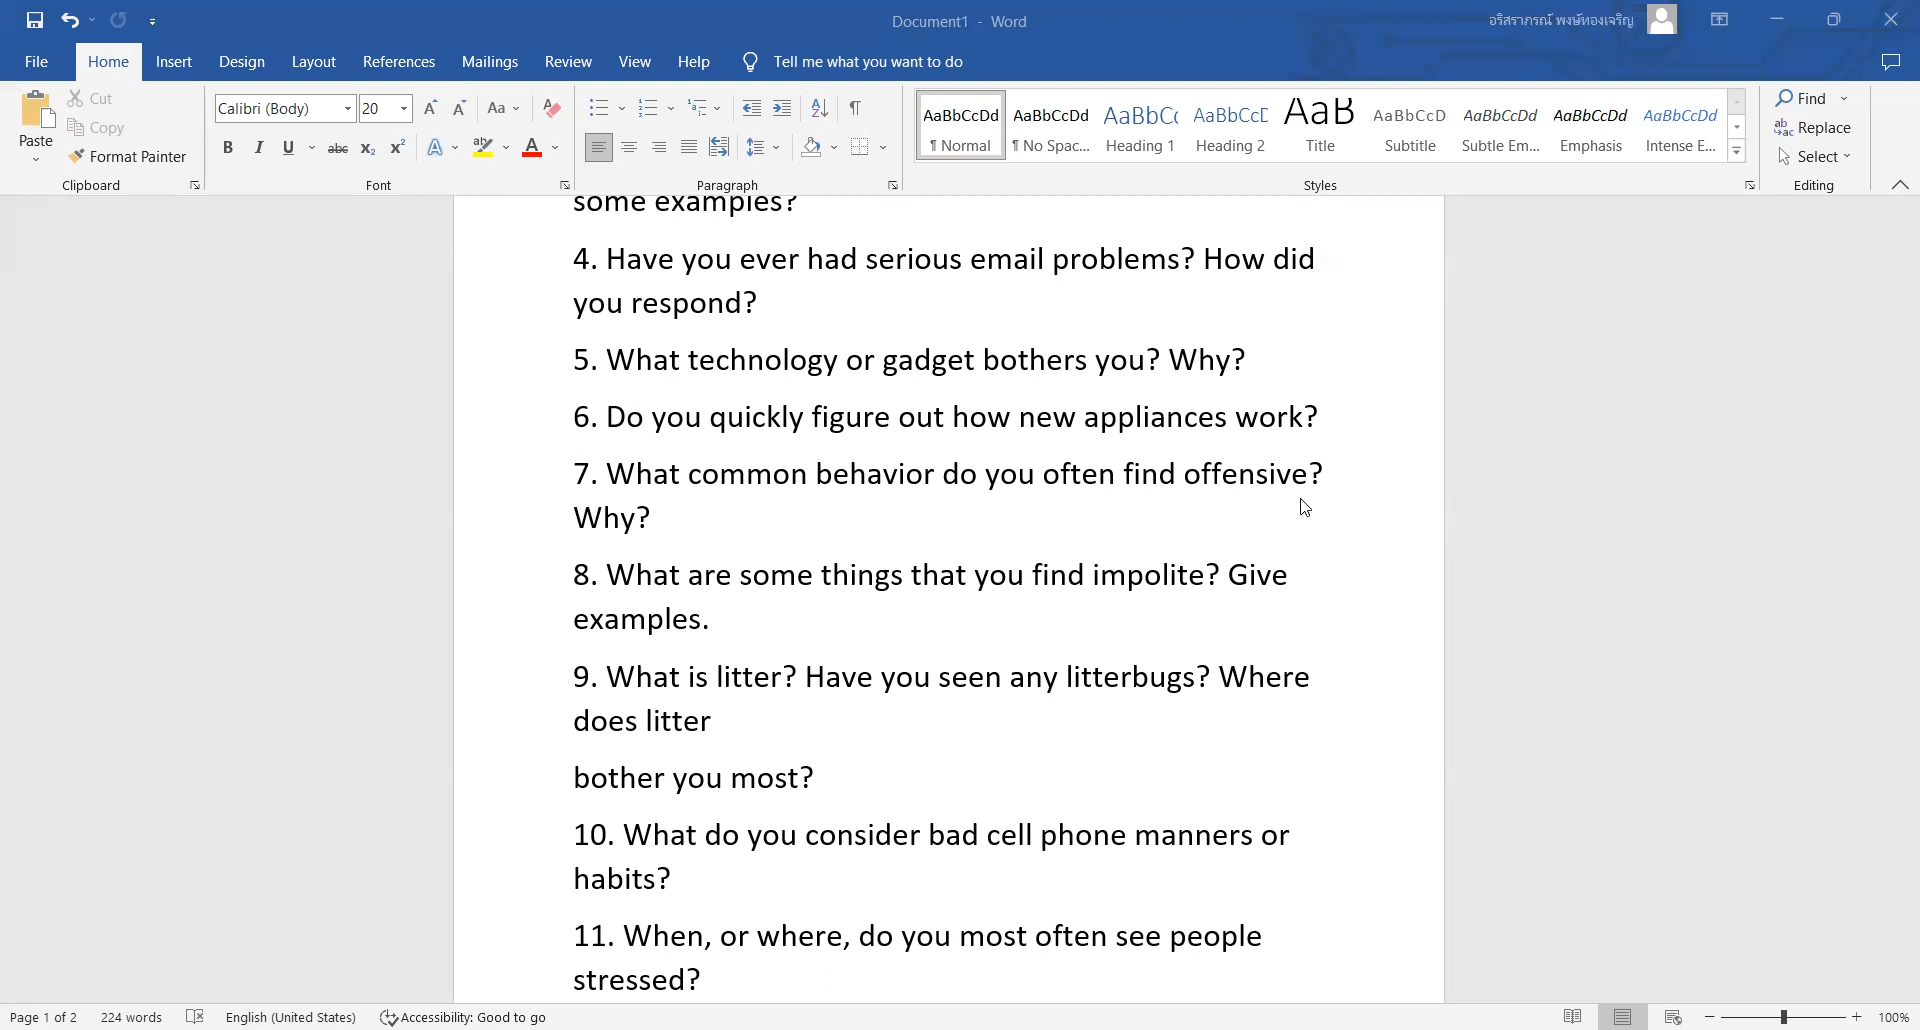 Document1 - Word
อริสราภรณ์ พงษ์ทองเจริญ
File Home Insert Design Layout References Mailings Review View Help Tell me what you want to do
Paste
Cut
Copy
Format Painter
Clipboard
Calibri (Body) 20
Aa
B I U abc x₂ x² A ab A
Font
Paragraph
AaBbCcDd AaBbCcDd AaBbC AaBbCcE AaB AaBbCcD AaBbCcDd AaBbCcDd AaBbCcDd
¶ Normal ¶ No Spac... Heading 1 Heading 2 Title Subtitle Subtle Em... Emphasis Intense E...
Styles
Find
Replace
Select
Editing
some examples?
4. Have you ever had serious email problems? How did
you respond?
5. What technology or gadget bothers you? Why?
6. Do you quickly figure out how new appliances work?
7. What common behavior do you often find offensive?
Why?
8. What are some things that you find impolite? Give
examples.
9. What is litter? Have you seen any litterbugs? Where
does litter
bother you most?
10. What do you consider bad cell phone manners or
habits?
11. When, or where, do you most often see people
stressed?
Page 1 of 2 224 words English (United States) Accessibility: Good to go 100%